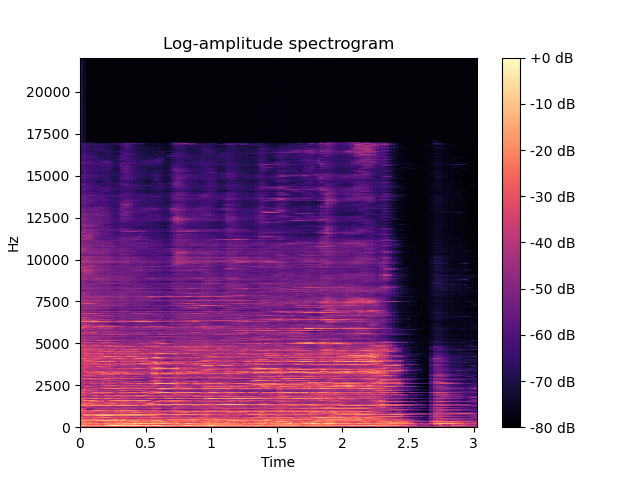 Log-amplitude spectrogram
Hz
20000
17500
15000
12500
10000
7500
5000
2500
0
0
0.5
1
1.5
2
2.5
3
Time
+0 dB
-10 dB
-20 dB
-30 dB
-40 dB
-50 dB
-60 dB
-70 dB
-80 dB